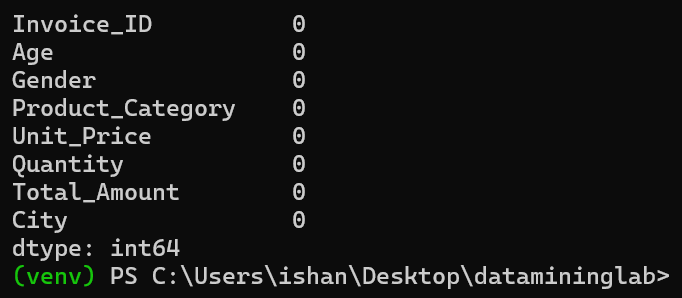 Invoice_ID          0
Age                 0
Gender              0
Product_Category    0
Unit_Price          0
Quantity            0
Total_Amount        0
City                0
dtype: int64
(venv) PS C:\Users\ishan\Desktop\datamininglab>